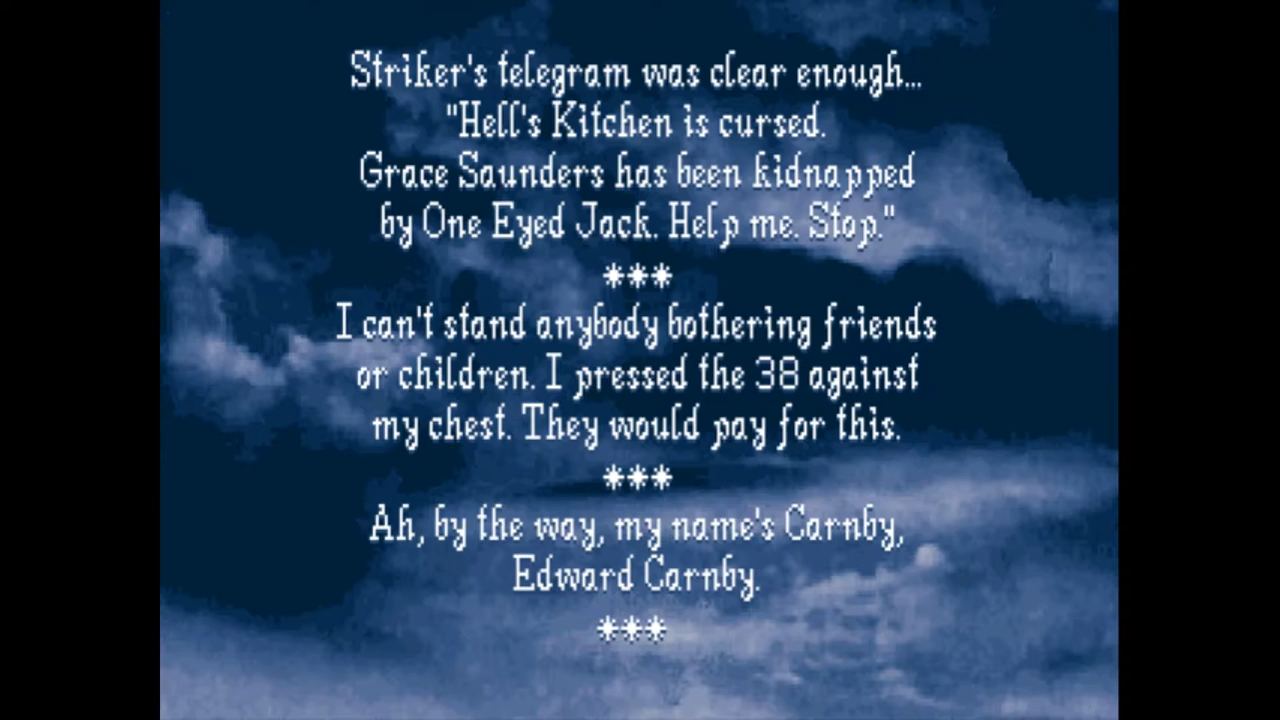 Striker's telegram was clear enough...
"Hell's Kitchen is cursed.
Grace Saunders has been kidnapped
by One Eyed Jack. Help me. Stop."
***
I can't stand anybody bothering friends
or children. I pressed the 38 against
my chest. They would pay for this.
***
Ah, by the way, my name's Carnby,
Edward Carnby.
***